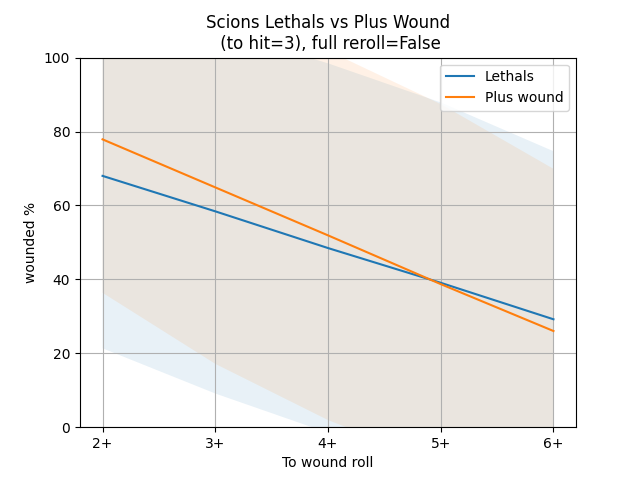 Scions Lethals vs Plus Wound
(to hit=3), full reroll=False
Lethals
Plus wound
wounded %
100
80
60
40
20
0
2+
3+
4+
5+
6+
To wound roll